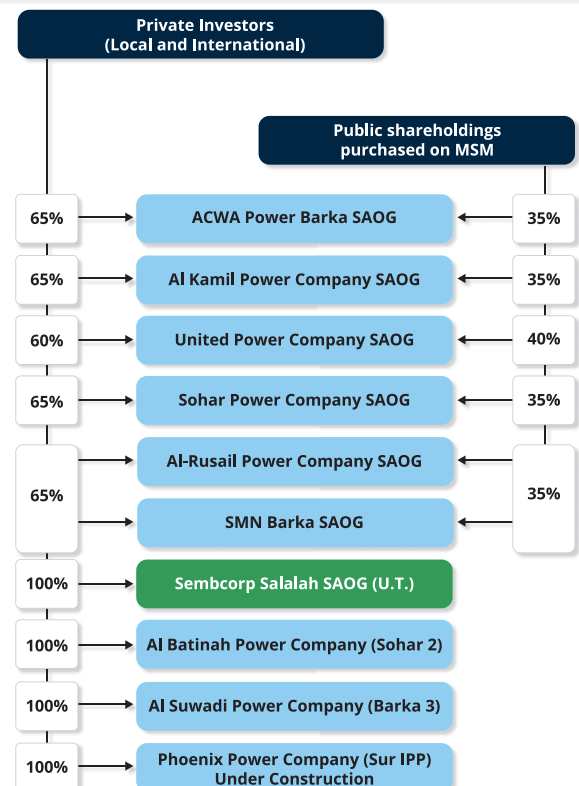 Private Investors
(Local and International)
Public shareholdings
purchased on MSM
65%
ACWA Power Barka SAOG
35%
65%
Al Kamil Power Company SAOG
35%
60%
United Power Company SAOG
40%
65%
Sohar Power Company SAOG
35%
65%
Al-Rusail Power Company SAOG
SMN Barka SAOG
35%
100%
Sembcorp Salalah SAOG (U.T.)
100%
Al Batinah Power Company (Sohar 2)
100%
Al Suwadi Power Company (Barka 3)
100%
Phoenix Power Company (Sur IPP)
Under Construction